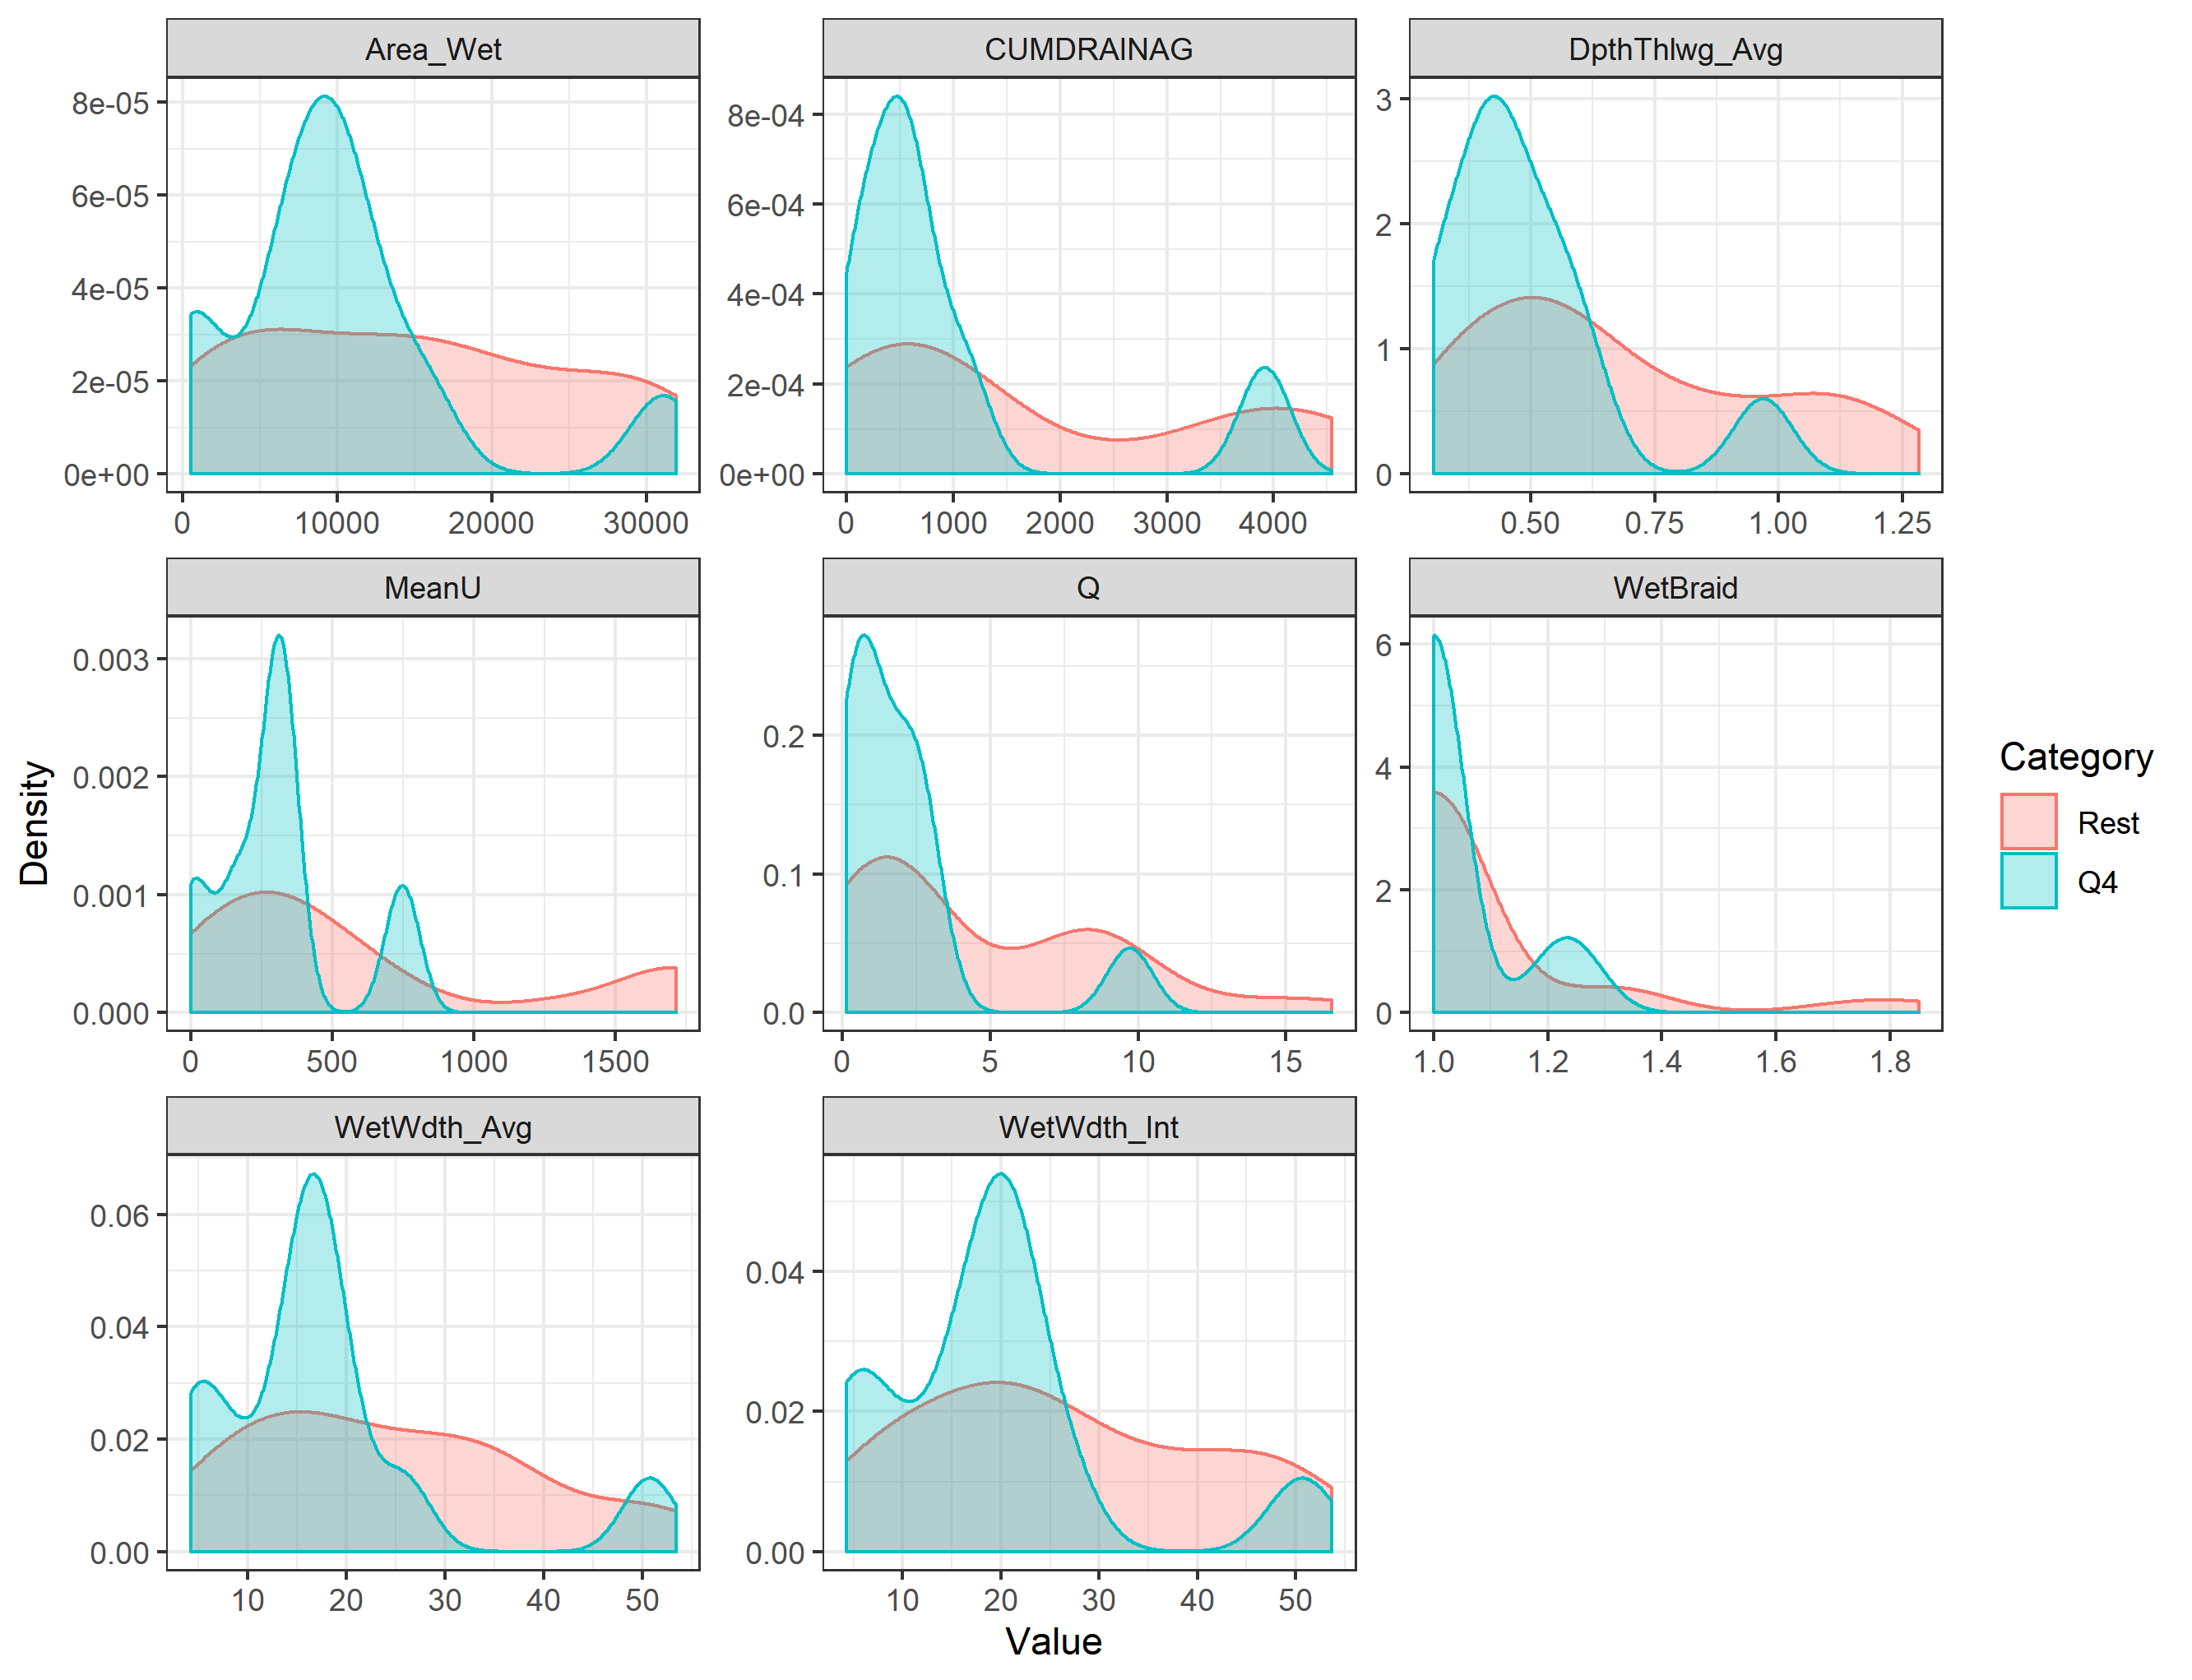 Area_Wet
CUMDRAINAG
DpthThlwg_Avg
8e-05
6e-05
4e-05
2e-05
0e+00
8e-04
6e-04
4e-04
2e-04
0e+00
3
2
1
0
0 10000 20000 30000
0 1000 2000 3000 4000
0.50 0.75 1.00 1.25
MeanU
Q
WetBraid
0.003
0.002
0.001
0.000
0.2
0.1
0.0
6
4
2
0
0 500 1000 1500
0 5 10 15
1.0 1.2 1.4 1.6 1.8
WetWdth_Avg
WetWdth_Int
0.06
0.04
0.02
0.00
0.04
0.02
0.00
10 20 30 40 50
10 20 30 40 50
Density
Value
Category
Rest
Q4